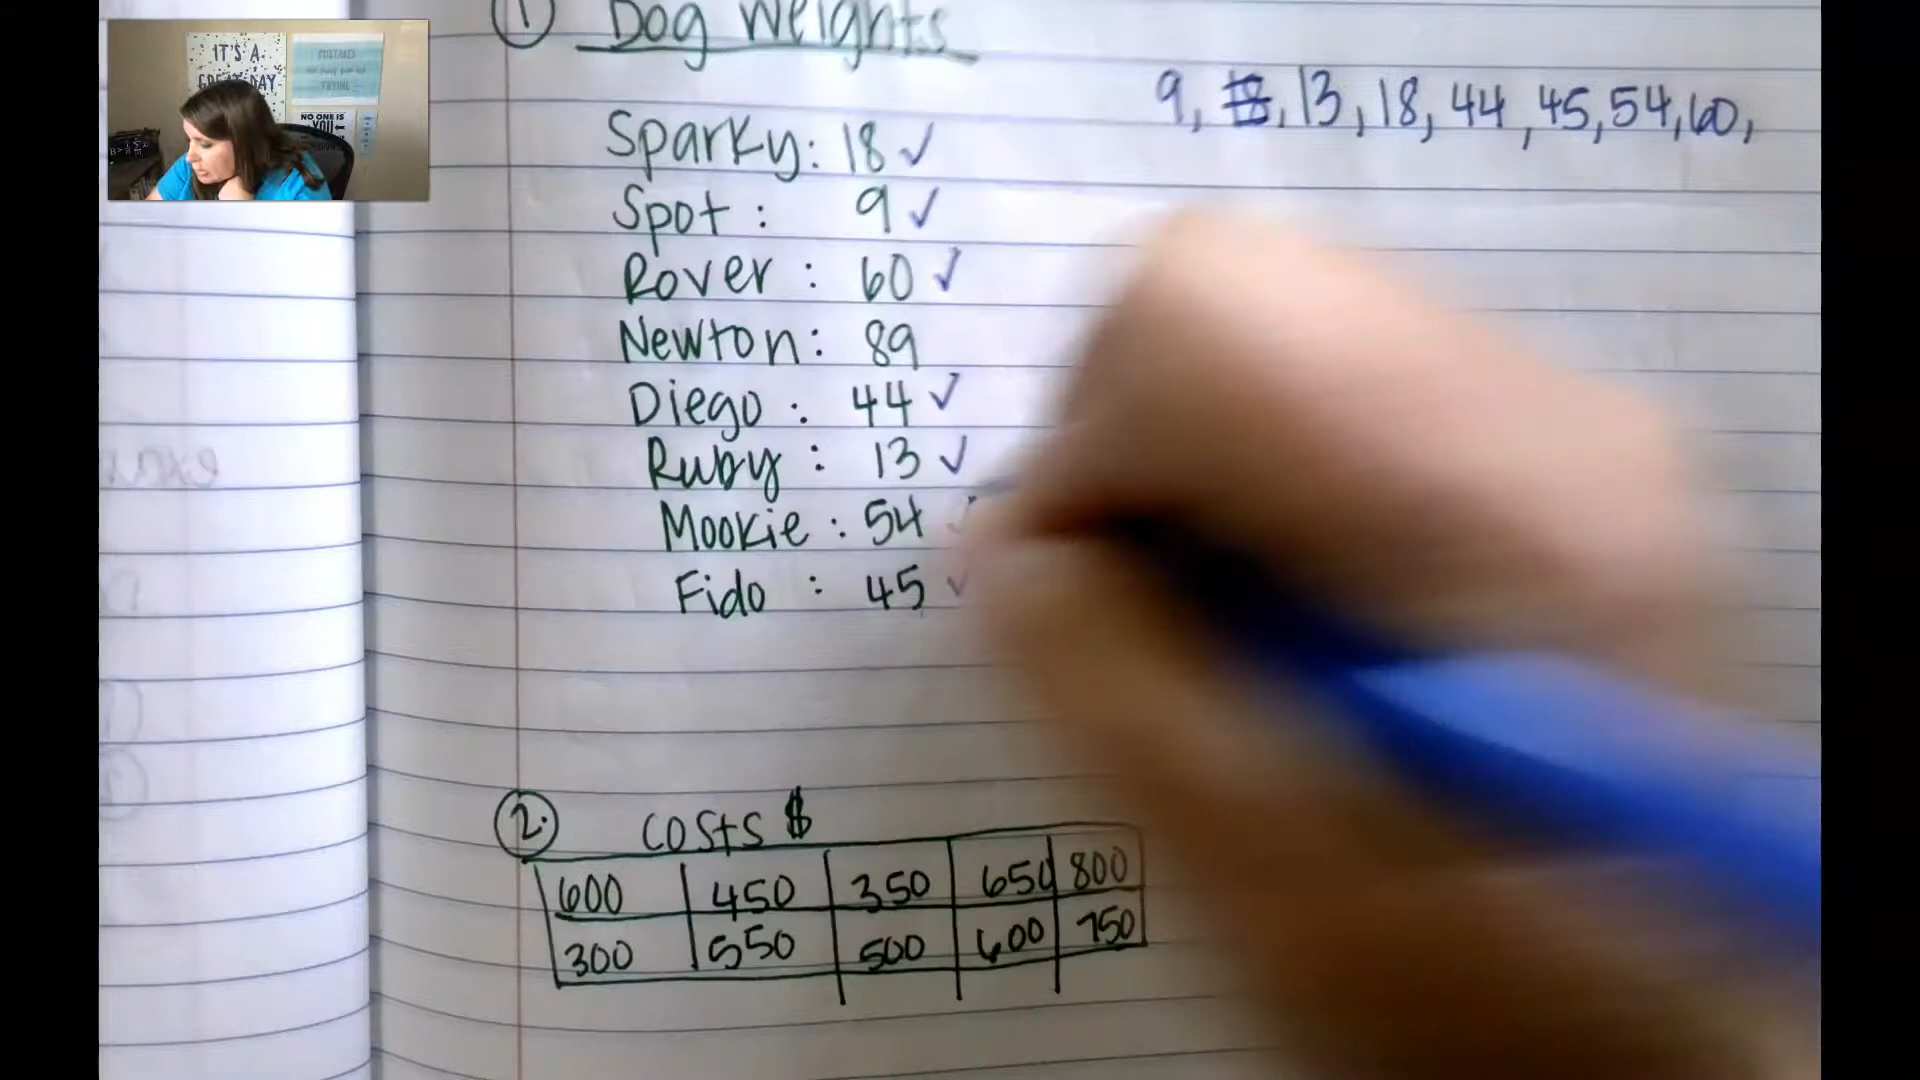 IT'S A
GREAT DAY
MISTAKES
TRYING
NO ONE IS
YOU
① Dog Weights
9, 13, 18, 44, 45, 54, 60,
Sparky: 18 ✓
Spot: 9 ✓
Rover: 60 ✓
Newton: 89
Diego: 44 ✓
Ruby: 13 ✓
Mookie: 54 ✓
Fido: 45 ✓
②. Costs $
600 450 350 650 800
300 550 500 600 750